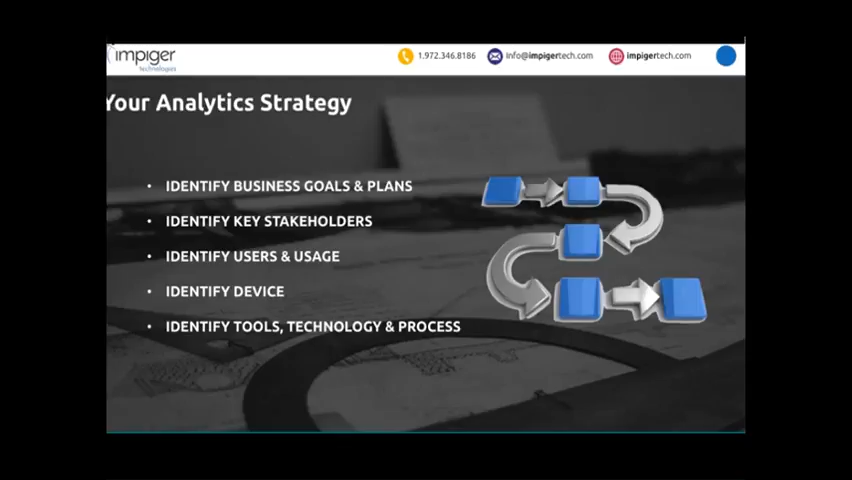 impiger
technologies
1.972.346.8186
Info@impigertech.com
impigertech.com
Your Analytics Strategy
• IDENTIFY BUSINESS GOALS & PLANS
• IDENTIFY KEY STAKEHOLDERS
• IDENTIFY USERS & USAGE
• IDENTIFY DEVICE
• IDENTIFY TOOLS, TECHNOLOGY & PROCESS